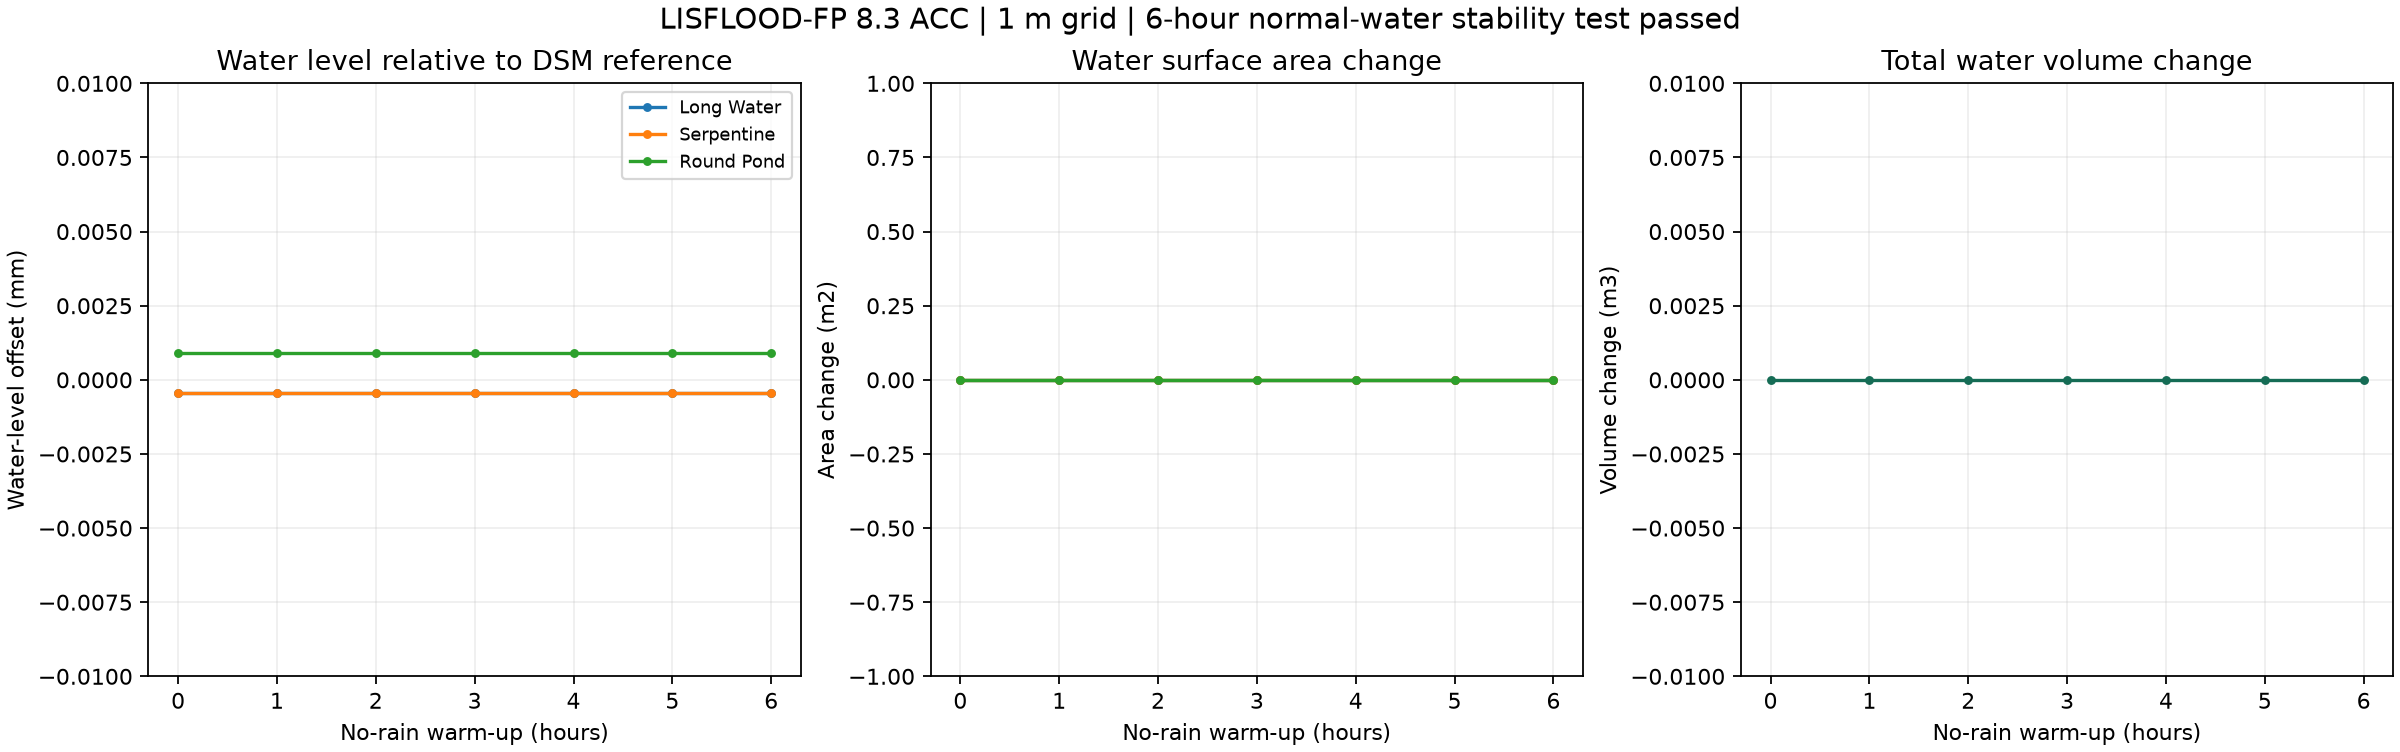 LISFLOOD-FP 8.3 ACC | 1 m grid | 6-hour normal-water stability test passed
Water level relative to DSM reference
Water-level offset (mm)
0.0100
0.0075
0.0050
0.0025
0.0000
−0.0025
−0.0050
−0.0075
−0.0100
Long Water
Serpentine
Round Pond
0 1 2 3 4 5 6
No-rain warm-up (hours)
Water surface area change
Area change (m2)
1.00
0.75
0.50
0.25
0.00
−0.25
−0.50
−0.75
−1.00
0 1 2 3 4 5 6
No-rain warm-up (hours)
Total water volume change
Volume change (m3)
0.0100
0.0075
0.0050
0.0025
0.0000
−0.0025
−0.0050
−0.0075
−0.0100
0 1 2 3 4 5 6
No-rain warm-up (hours)